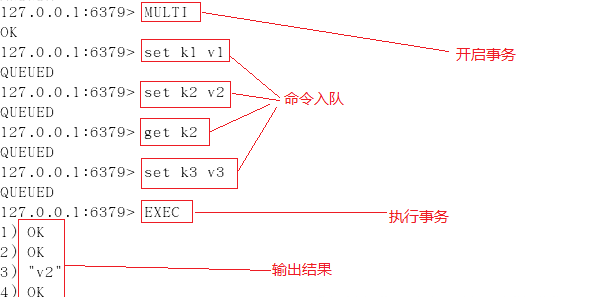 127.0.0.1:6379> MULTI
开启事务
OK
127.0.0.1:6379> set k1 v1
QUEUED
127.0.0.1:6379> set k2 v2
命令入队
QUEUED
127.0.0.1:6379> get k2
QUEUED
127.0.0.1:6379> set k3 v3
QUEUED
127.0.0.1:6379> EXEC
执行事务
1) OK
2) OK
3) "v2"
输出结果
4) OK